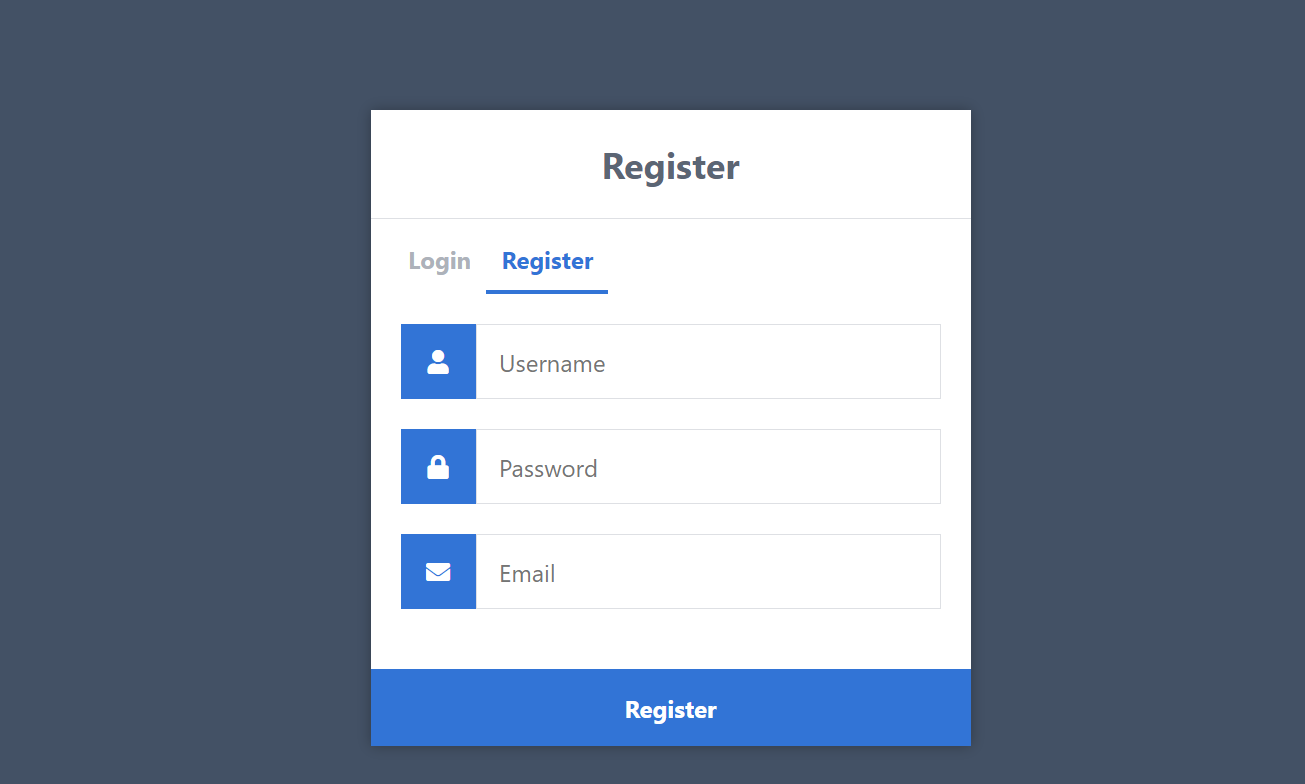 Register
Login Register
Username
Password
Email
Register